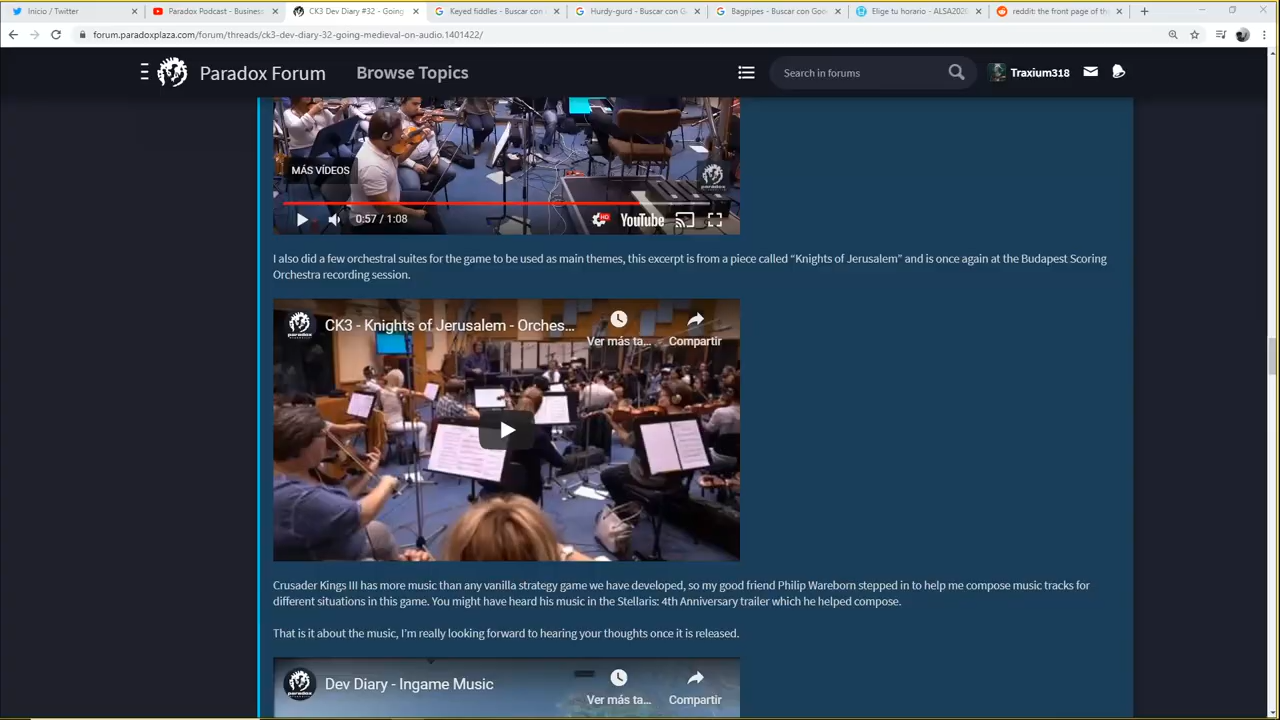 Inicio / Twitter
Paradox Podcast - Business
CK3 Dev Diary #32 - Going
Keyed fiddles - Buscar con
Hurdy-gurd - Buscar con G
Bagpipes - Buscar con Goo
Elige tu horario - ALSA2020
reddit: the front page of th
forum.paradoxplaza.com/forum/threads/ck3-dev-diary-32-going-medieval-on-audio.1401422/
Paradox Forum
Browse Topics
Search in forums
Traxium318
MÁS VÍDEOS
paradox
0:57 / 1:08
HD
YouTube
I also did a few orchestral suites for the game to be used as main themes, this excerpt is from a piece called “Knights of Jerusalem” and is once again at the Budapest Scoring
Orchestra recording session.
paradox
CK3 - Knights of Jerusalem - Orches...
Ver más ta...
Compartir
Crusader Kings III has more music than any vanilla strategy game we have developed, so my good friend Philip Wareborn stepped in to help me compose music tracks for
different situations in this game. You might have heard his music in the Stellaris: 4th Anniversary trailer which he helped compose.
That is it about the music, I’m really looking forward to hearing your thoughts once it is released.
paradox
Dev Diary - Ingame Music
Ver más ta...
Compartir